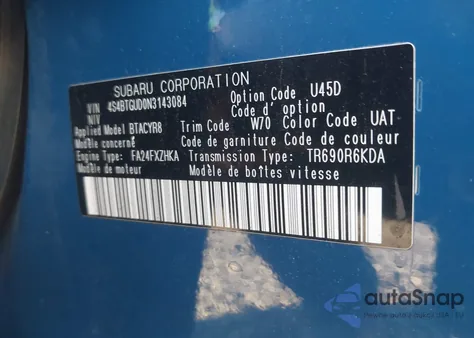 SUBARU CORPORATION
VIN 4S4BTGUD0N3143084 Option Code U45D
NIV Code d' option
Applied Model BTACYR8 Trim Code W70 Color Code UAT
Modèle concerné Code de garniture Code de couleur
Engine Type: FA24FXZHKA Transmission Type: TR690R6KDA
Modèle de moteur Modèle de boîtes vitesse
autoSnap